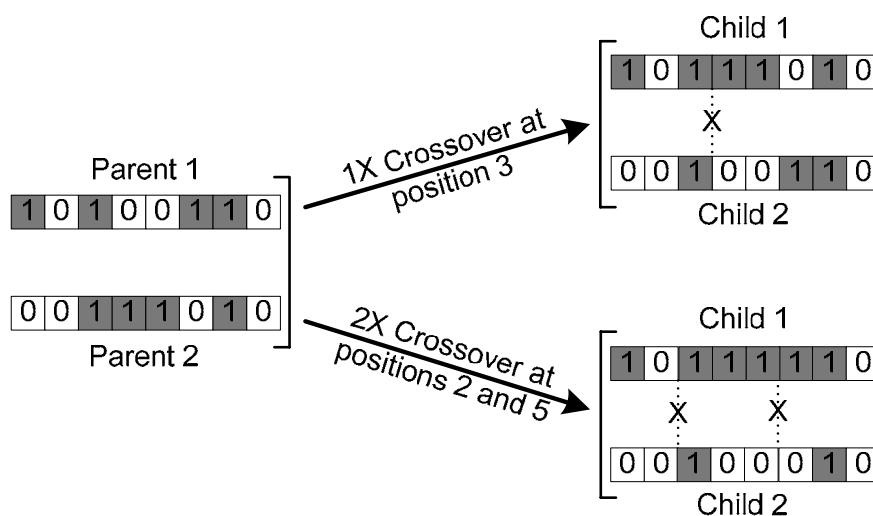 Parent 1
1 0 1 0 0 1 1 0
0 0 1 1 1 0 1 0
Parent 2
1X Crossover at
position 3
2X Crossover at
positions 2 and 5
Child 1
1 0 1 1 1 0 1 0
X
0 0 1 0 0 1 1 0
Child 2
Child 1
1 0 1 1 1 1 1 0
X X
0 0 1 0 0 0 1 0
Child 2